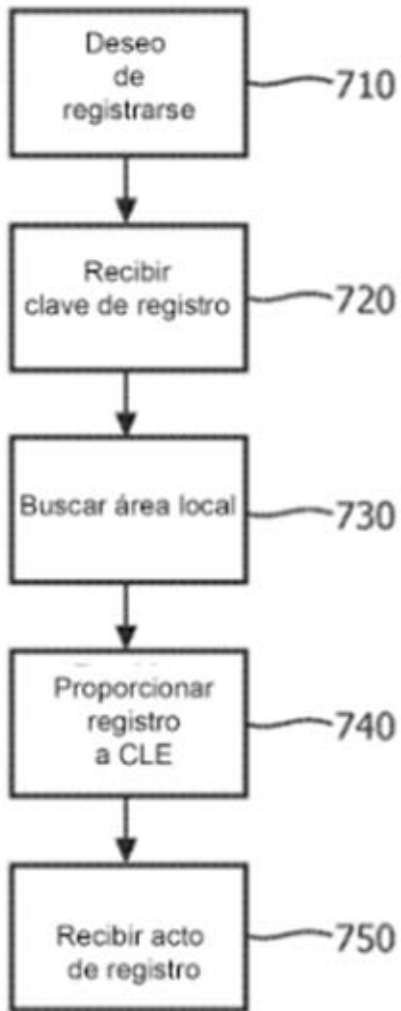 Deseo
de
registrarse
710
Recibir
clave de registro
720
Buscar área local
730
Proporcionar
registro
a CLE
740
Recibir acto
de registro
750